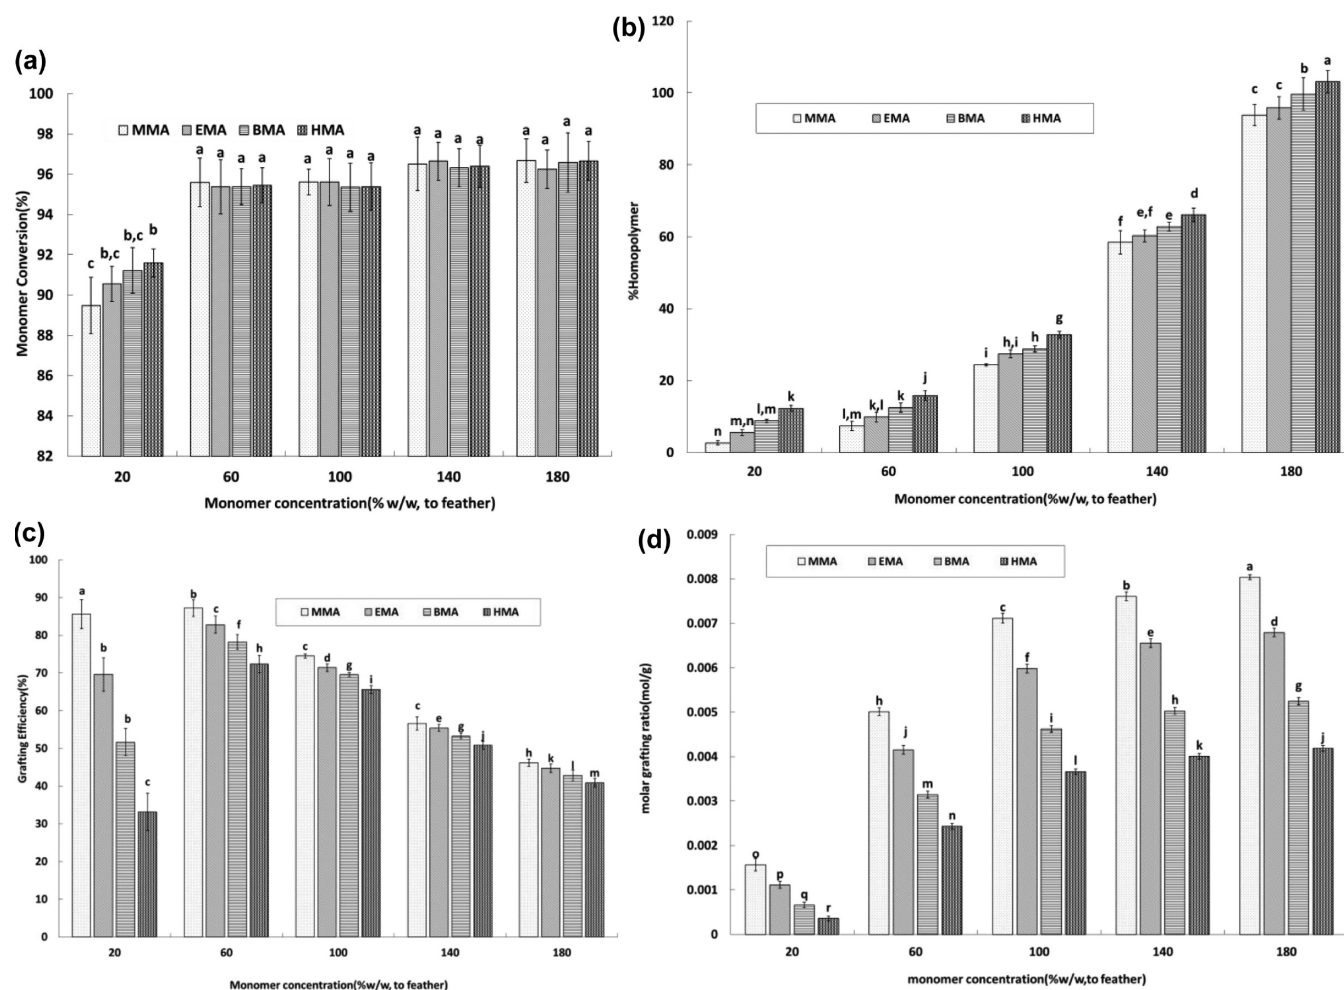 (a)
100
98
96
94
92
90
88
86
84
82
Monomer Conversion(%)
MMA EMA BMA HMA
c b,c b,c b
a a a a
a a a a
a a a a
a a a a
20 60 100 140 180
Monomer concentration(% w/w, to feather)
(b)
120
100
80
60
40
20
0
%Homopolymer
MMA EMA BMA HMA
n m,n l,m k
l,m k,l k j
i h,i h g
f e,f e d
c c b a
20 60 100 140 180
Monomer concentration(%w/w, to feather)
(c)
100
90
80
70
60
50
40
30
20
10
0
Grafting Efficiency(%)
MMA EMA BMA HMA
a b b c
b c f h
c d g i
c e g j
h k l m
20 60 100 140 180
Monomer concentration(%w/w, to feather)
(d)
0.009
0.008
0.007
0.006
0.005
0.004
0.003
0.002
0.001
0
molar grafting ratio(mol/g)
MMA EMA BMA HMA
o p q r
h j m n
c f i l
b e h k
a d g j
20 60 100 140 180
monomer concentration(%w/w,to feather)